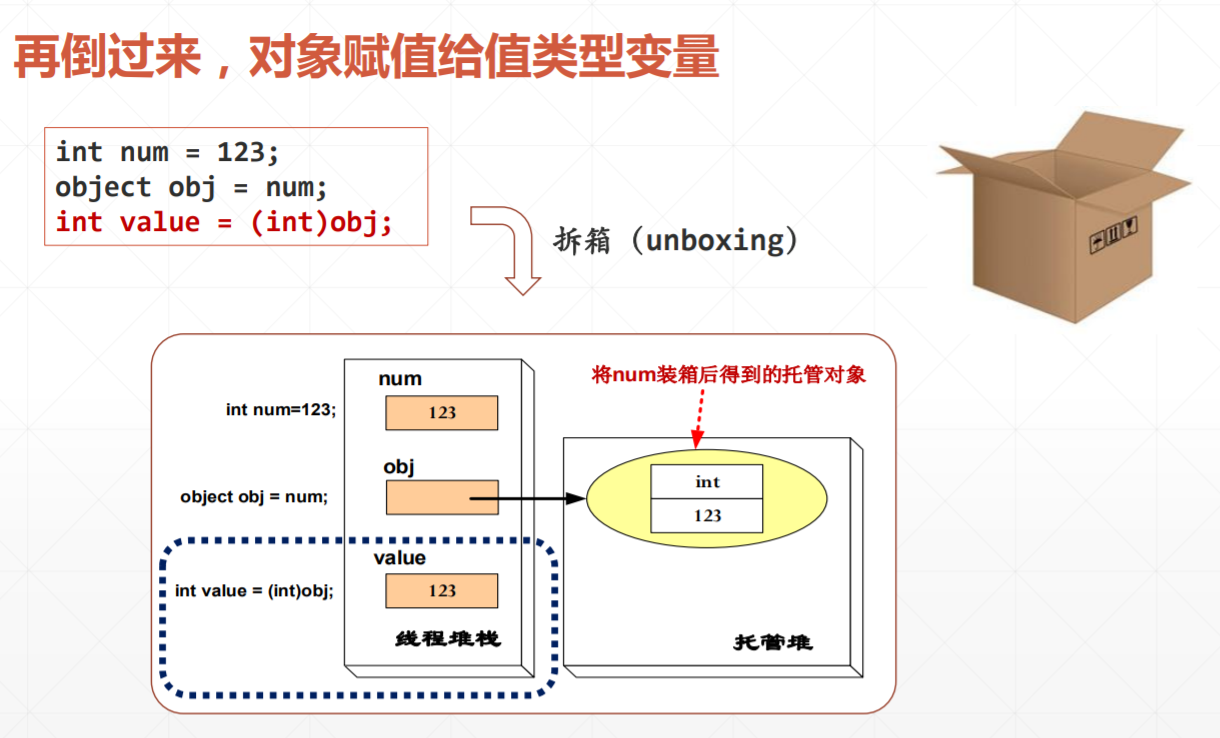 再倒过来，对象赋值给值类型变量
int num = 123;
object obj = num;
int value = (int)obj;
拆箱（unboxing）
将num装箱后得到的托管对象
num
int num=123;
123
obj
object obj = num;
int
123
value
int value = (int)obj;
123
线程堆栈
托管堆